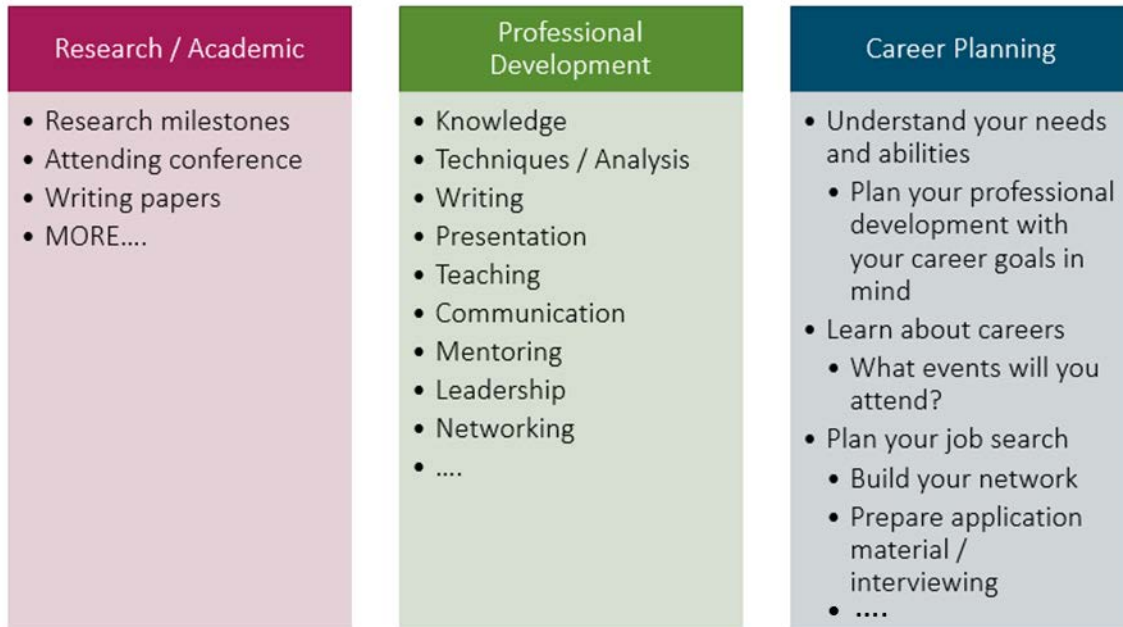 Research / Academic
• Research milestones
• Attending conference
• Writing papers
• MORE....
Professional
Development
• Knowledge
• Techniques / Analysis
• Writing
• Presentation
• Teaching
• Communication
• Mentoring
• Leadership
• Networking
• ....
Career Planning
• Understand your needs
and abilities
• Plan your professional
development with
your career goals in
mind
• Learn about careers
• What events will you
attend?
• Plan your job search
• Build your network
• Prepare application
material /
interviewing
• ....